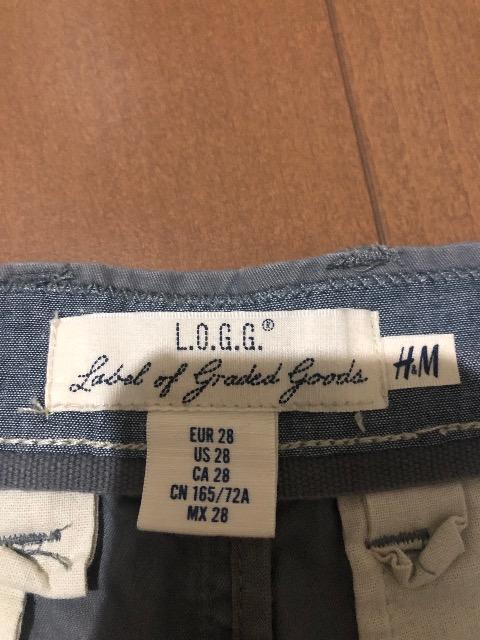 L.O.G.G.®
Label of Graded Goods
H&M
EUR 28
US 28
CA 28
CN 165/72A
MX 28